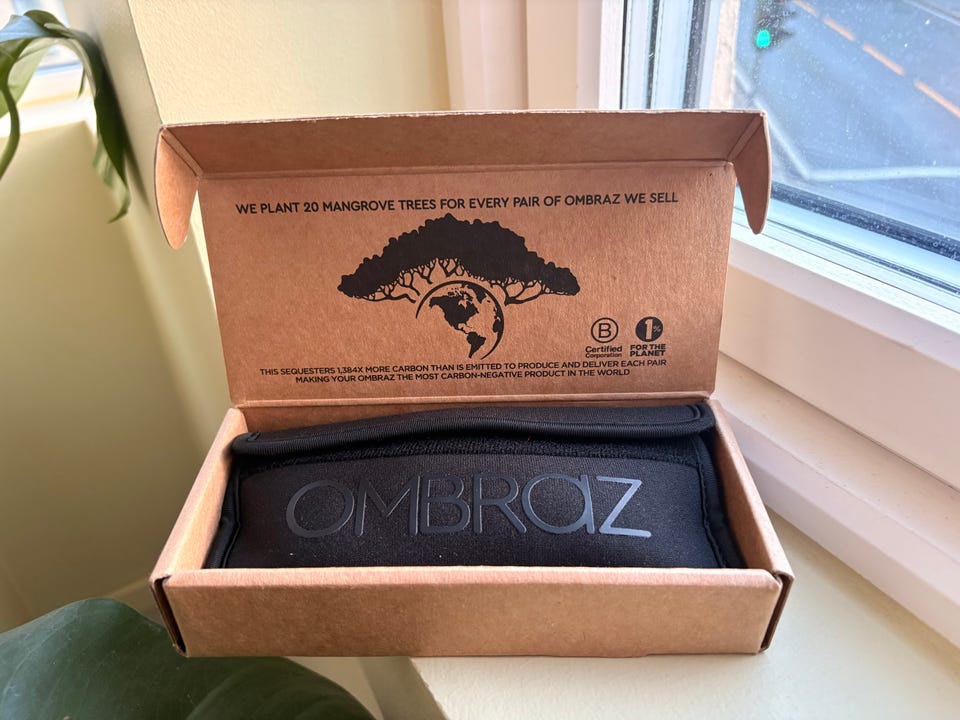 WE PLANT 20 MANGROVE TREES FOR EVERY PAIR OF OMBRAZ WE SELL
B
Certified
Corporation
1%
FOR THE
PLANET
THIS SEQUESTERS 1,384X MORE CARBON THAN IS EMITTED TO PRODUCE AND DELIVER EACH PAIR
MAKING YOUR OMBRAZ THE MOST CARBON-NEGATIVE PRODUCT IN THE WORLD
OMBRAZ